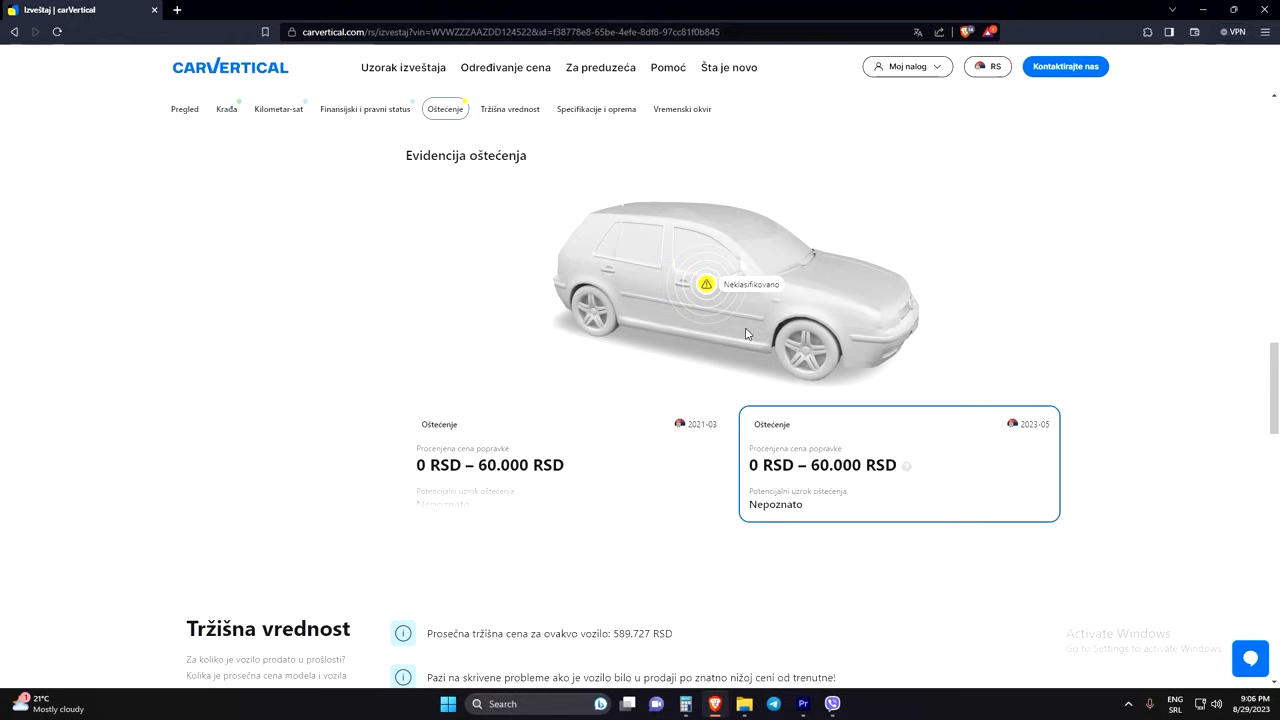 Izveštaj | carVertical
carvertical.com/rs/izvestaj?vin=WVWZZZAAZDD124522&id=f38778e8-65be-4efe-8df8-97cc81f0b845
VPN
CARVERTICAL
Uzorak izveštaja
Određivanje cena
Za preduzeća
Pomoć
Šta je novo
Moj nalog
RS
Kontaktirajte nas
Pregled
Krađa
Kilometar-sat
Finansijski i pravni status
Oštećenje
Tržišna vrednost
Specifikacije i oprema
Vremenski okvir
Evidencija oštećenja
Neklasifikovano
Oštećenje
2021-03
Procenjena cena popravke
0 RSD – 60.000 RSD
Potencijalni uzrok oštećenja
Nepoznato
Oštećenje
2023-05
Procenjena cena popravke
0 RSD – 60.000 RSD
Potencijalni uzrok oštećenja
Nepoznato
Tržišna vrednost
Za koliko je vozilo prodato u prošlosti?
Kolika je prosečna cena modela i vozila
Prosečna tržišna cena za ovakvo vozilo: 589.727 RSD
Pazi na skrivene probleme ako je vozilo bilo u prodaji po znatno nižoj ceni od trenutne!
Activate Windows
Go to Settings to activate Windows.
21°C
Mostly cloudy
Search
ENG
SRL
9:06 PM
8/29/2023